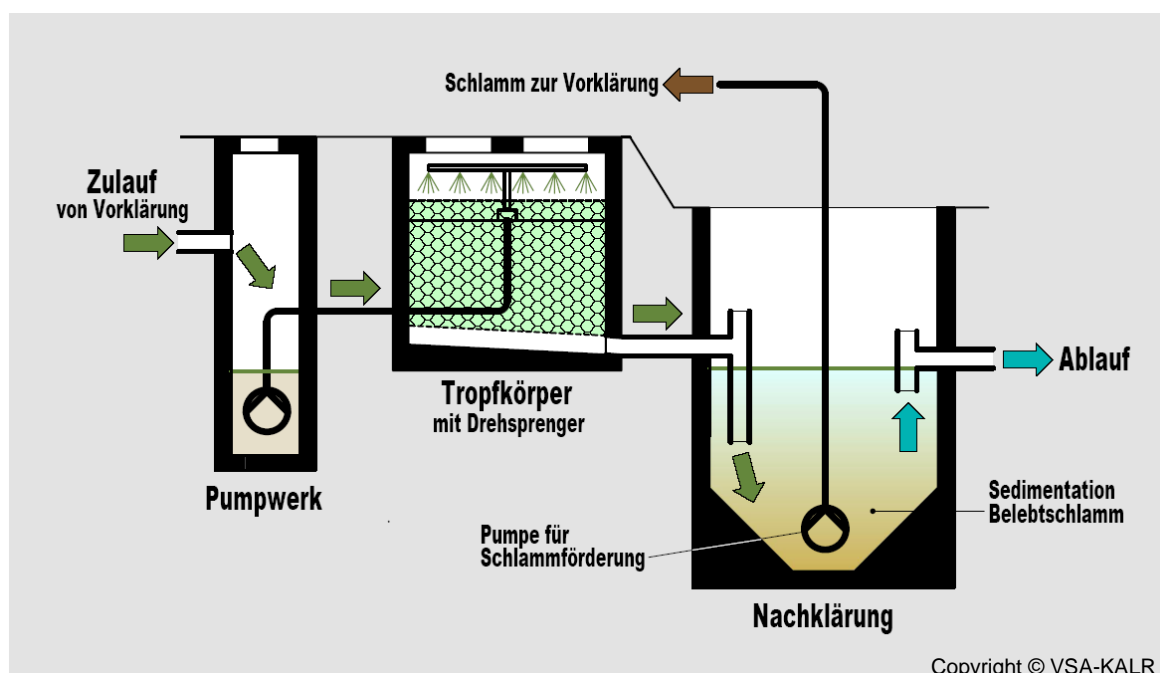 Schlamm zur Vorklärung
Zulauf
von Vorklärung
Tropfkörper
mit Drehsprenger
Ablauf
Pumpwerk
Sedimentation
Belebtschlamm
Pumpe für
Schlammförderung
Nachklärung
Copyright © VSA-KALR